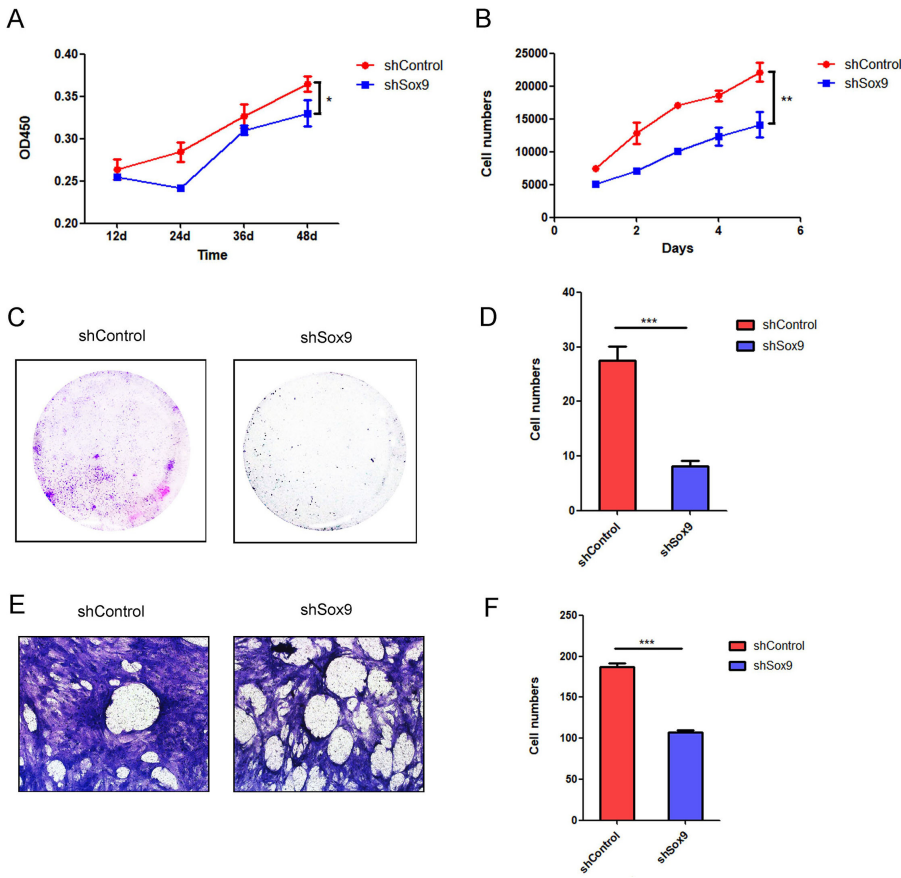 A
0.40
0.35
0.30
0.25
0.20
OD450
12d 24d 36d 48d
Time
shControl
shSox9
*
B
25000
20000
15000
10000
5000
0
Cell numbers
0 2 4 6
Days
shControl
shSox9
**
C
shControl
shSox9
D
40
30
20
10
0
Cell numbers
***
shControl
shSox9
shControl
shSox9
E
shControl
shSox9
F
250
200
150
100
50
0
Cell numbers
***
shControl
shSox9
shControl
shSox9